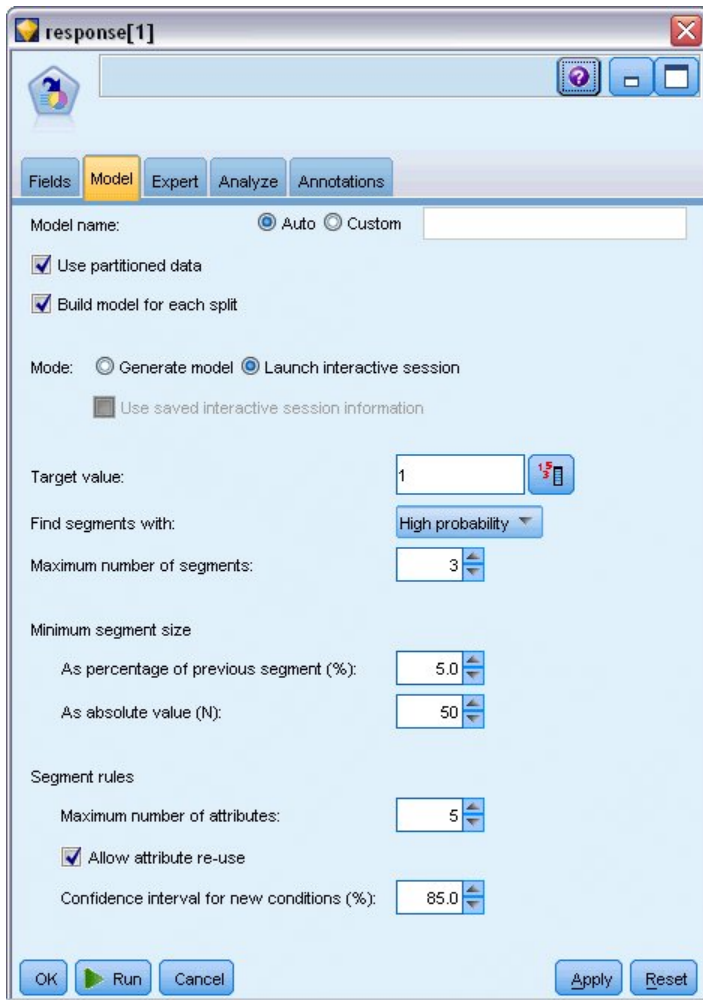 response[1]
Fields Model Expert Analyze Annotations
Model name: Auto Custom
Use partitioned data
Build model for each split
Mode: Generate model Launch interactive session
Use saved interactive session information
Target value: 1
Find segments with: High probability
Maximum number of segments: 3
Minimum segment size
As percentage of previous segment (%): 5.0
As absolute value (N): 50
Segment rules
Maximum number of attributes: 5
Allow attribute re-use
Confidence interval for new conditions (%): 85.0
OK Run Cancel Apply Reset